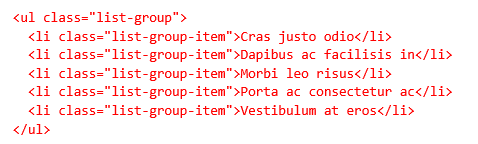 <ul class="list-group">
  <li class="list-group-item">Cras justo odio</li>
  <li class="list-group-item">Dapibus ac facilisis in</li>
  <li class="list-group-item">Morbi leo risus</li>
  <li class="list-group-item">Porta ac consectetur ac</li>
  <li class="list-group-item">Vestibulum at eros</li>
</ul>